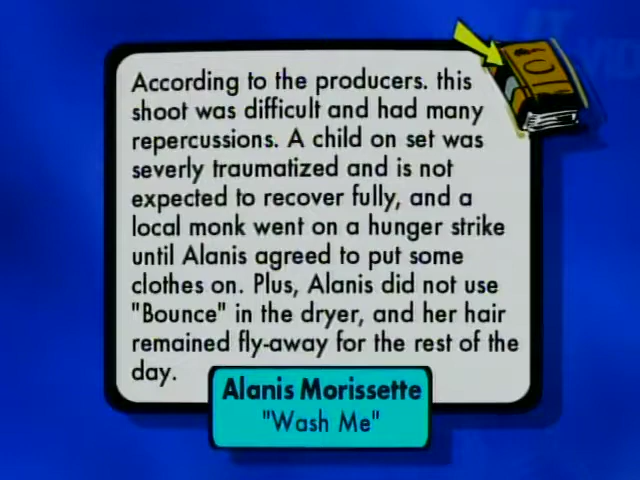 According to the producers. this
shoot was difficult and had many
repercussions. A child on set was
severly traumatized and is not
expected to recover fully, and a
local monk went on a hunger strike
until Alanis agreed to put some
clothes on. Plus, Alanis did not use
"Bounce" in the dryer, and her hair
remained fly-away for the rest of the
day.
Alanis Morissette
"Wash Me"